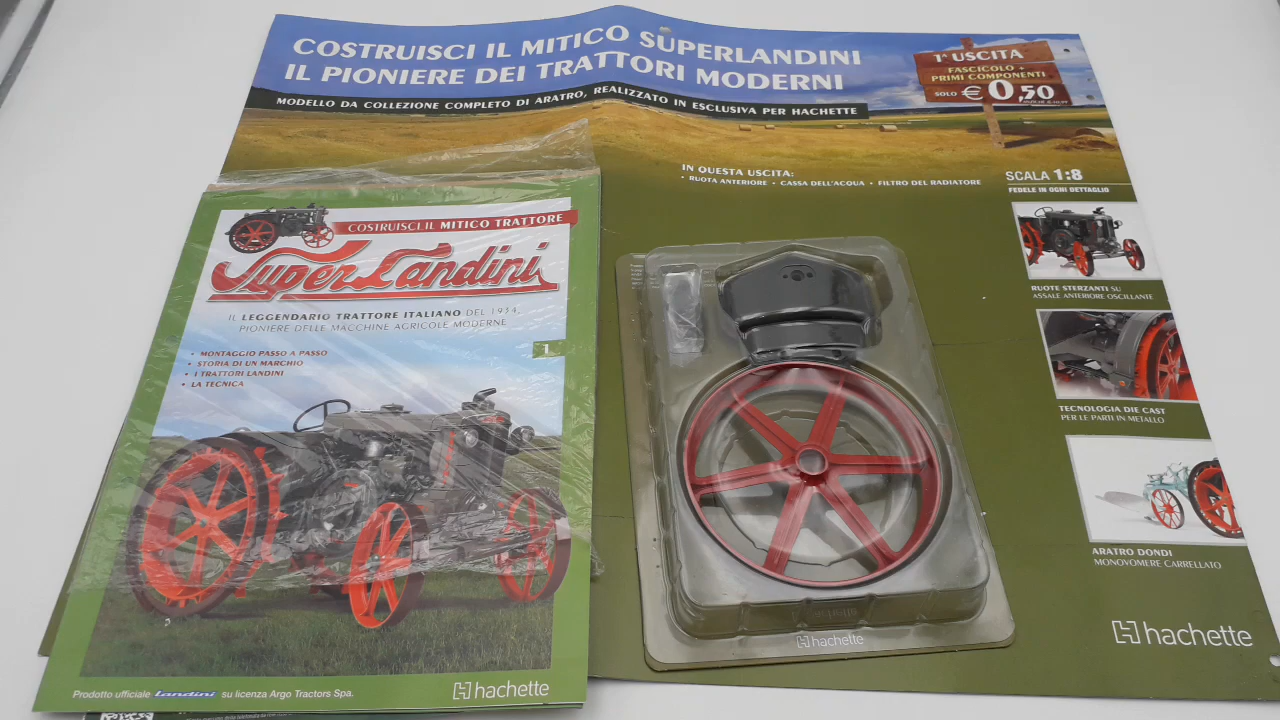 COSTRUISCI IL MITICO SUPERLANDINI
IL PIONIERE DEI TRATTORI MODERNI
MODELLO DA COLLEZIONE COMPLETO DI ARATRO, REALIZZATO IN ESCLUSIVA PER HACHETTE
1ª USCITA
FASCICOLO +
PRIMI COMPONENTI
SOLO €0,50
IN QUESTA USCITA:
• RUOTA ANTERIORE • CASSA DELL'ACQUA • FILTRO DEL RADIATORE
SCALA 1:8
FEDELE IN OGNI DETTAGLIO
RUOTE STERZANTI SU
ASSALE ANTERIORE OSCILLANTE
TECNOLOGIA DIE CAST
PER LE PARTI IN METALLO
ARATRO DONDI
MONOVOMERE CARRELLATO
hachette
hachette
COSTRUISCI IL MITICO TRATTORE
Super Landini
IL LEGGENDARIO TRATTORE ITALIANO DEL 1934,
PIONIERE DELLE MACCHINE AGRICOLE MODERNE
1
• MONTAGGIO PASSO A PASSO
• STORIA DI UN MARCHIO
• I TRATTORI LANDINI
• LA TECNICA
Prodotto ufficiale Landini su licenza Argo Tractors Spa.
hachette